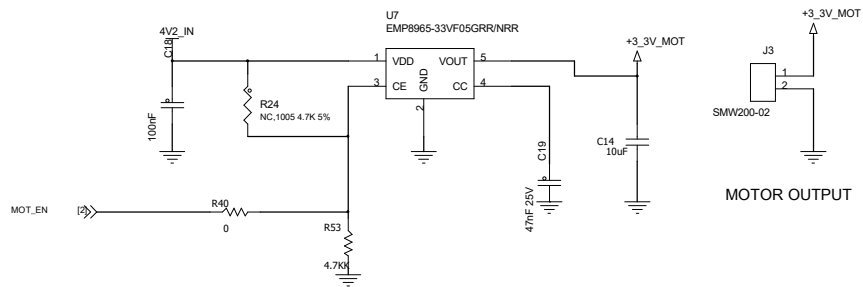 U7
EMP8965-33VF05GRR/NRR
4V2_IN
C18
100nF
1
VDD
VOUT
5
3
CE
GND
CC
4
2
R24
NC,1005 4.7K 5%
+3_3V_MOT
C14
10uF
C19
47nF 25V
MOT_EN
[2]
R40
0
R53
4.7KK
+3_3V_MOT
J3
1
2
SMW200-02
MOTOR OUTPUT